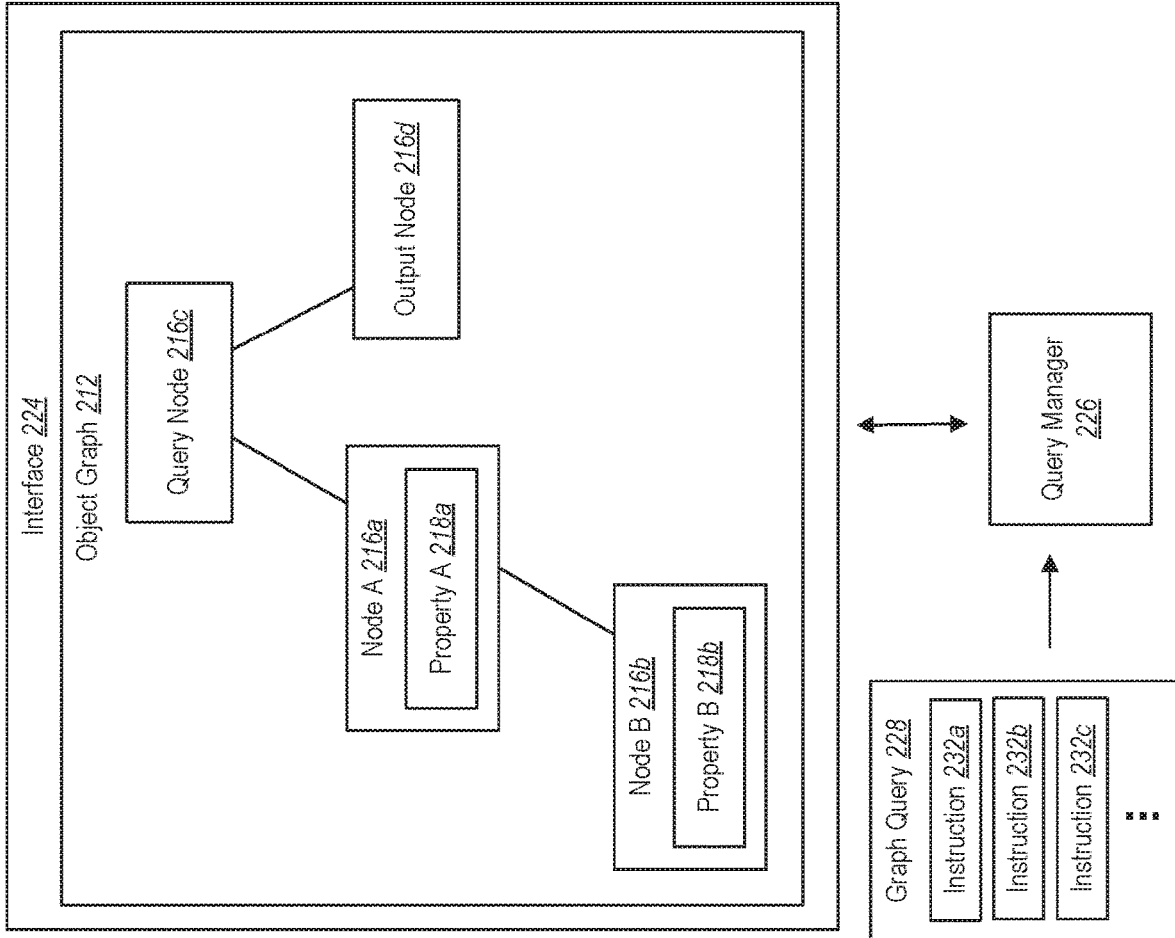 Interface 224
Object Graph 212
Query Node 216c
Output Node 216d
Node A 216a
Property A 218a
Node B 216b
Property B 218b
Graph Query 228
Instruction 232a
Instruction 232b
Instruction 232c
Query Manager
226